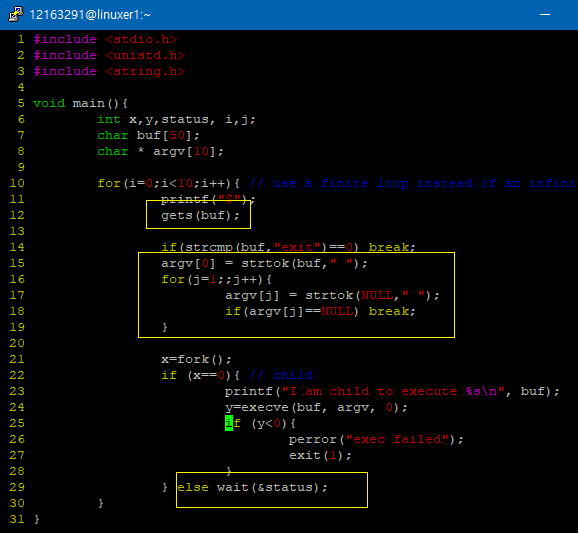 12163291@linuxer1:~
1 #include <stdio.h>
2 #include <unistd.h>
3 #include <string.h>
4
5 void main(){
6         int x,y,status, i,j;
7         char buf[50];
8         char * argv[10];
9
10         for(i=0;i<10;i++){ // use a finite loop instead of an infini
11                 printf("$");
12                 gets(buf);
13
14                 if(strcmp(buf,"exit")==0) break;
15                 argv[0] = strtok(buf," ");
16                 for(j=1;;j++){
17                         argv[j] = strtok(NULL," ");
18                         if(argv[j]==NULL) break;
19                 }
20
21                 x=fork();
22                 if (x==0){ // child
23                         printf("I am child to execute %s\n", buf);
24                         y=execve(buf, argv, 0);
25                         if (y<0){
26                                 perror("exec failed");
27                                 exit(1);
28                         }
29                 } else wait(&status);
30         }
31 }